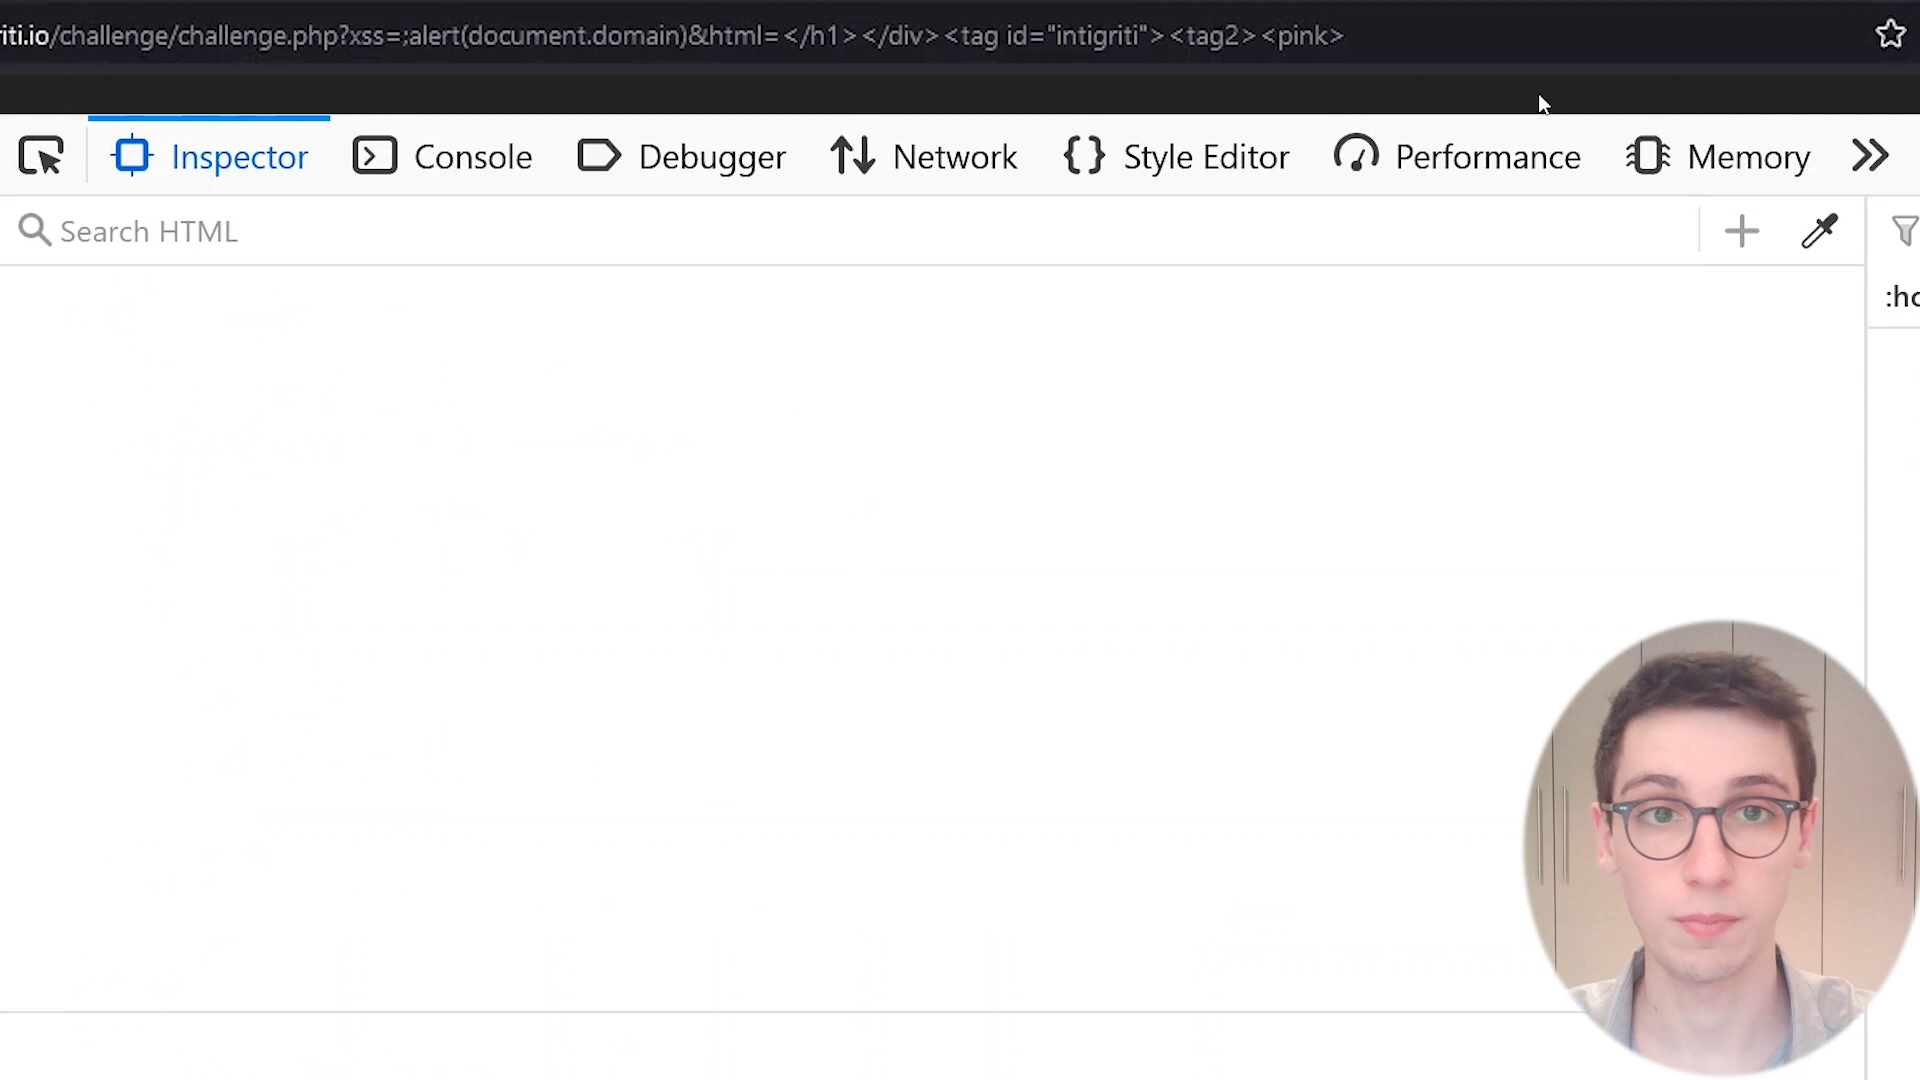 riti.io/challenge/challenge.php?xss=;alert(document.domain)&html=</h1></div><tag id="intigriti"><tag2><pink>
Inspector Console Debugger Network Style Editor Performance Memory
Search HTML
:ho